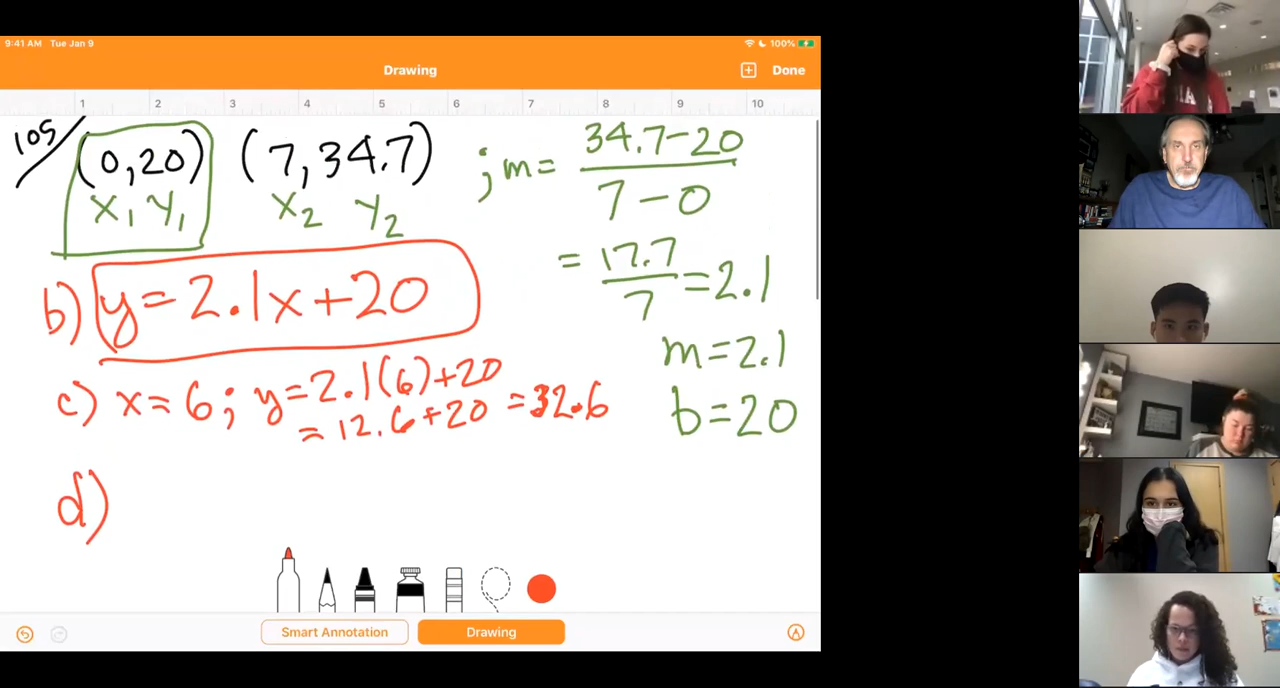 9:41 AM Tue Jan 9
100%
Drawing
Done
1 2 3 4 5 6 7 8 9 10
105/ (0,20) (7,34.7) ; m = 34.7-20 / 7-0
x₁ y₁ x₂ y₂
= 17.7/7 = 2.1
b) y=2.1x+20
m=2.1
c) x=6; y=2.1(6)+20
= 12.6+20 = 32.6
b=20
d)
Smart Annotation
Drawing